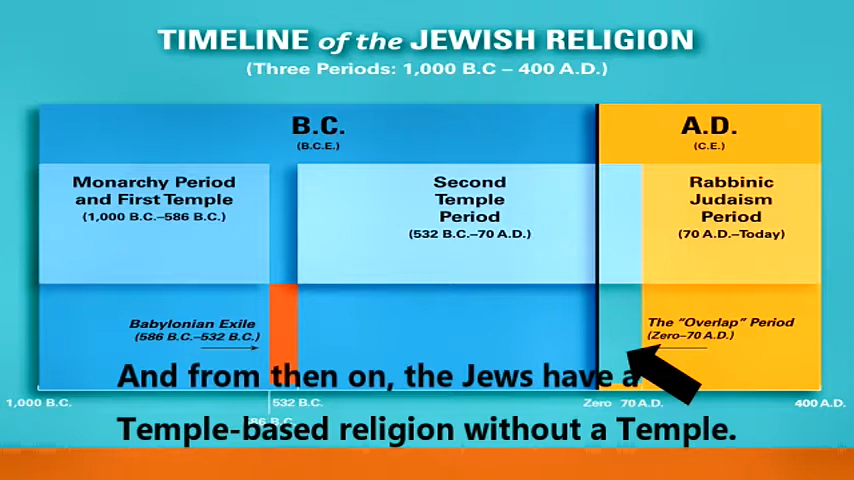 TIMELINE of the JEWISH RELIGION
(Three Periods: 1,000 B.C – 400 A.D.)
B.C.
(B.C.E.)
A.D.
(C.E.)
Monarchy Period
and First Temple
(1,000 B.C.–586 B.C.)
Second
Temple
Period
(532 B.C.–70 A.D.)
Rabbinic
Judaism
Period
(70 A.D.–Today)
Babylonian Exile
(586 B.C.–532 B.C.)
The “Overlap” Period
(Zero–70 A.D.)
And from then on, the Jews have a
1,000 B.C.
532 B.C.
Zero
70 A.D.
400 A.D.
Temple-based religion without a Temple.